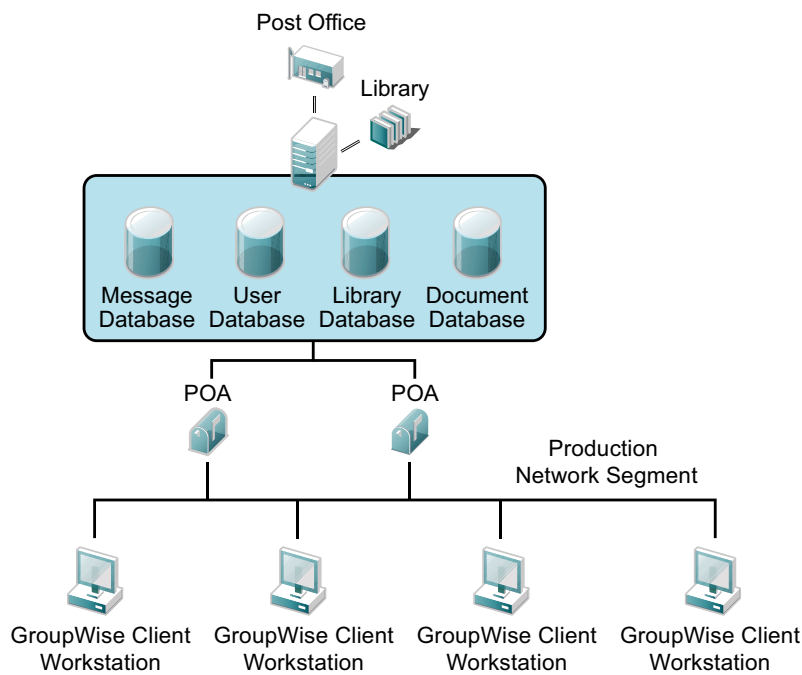 Post Office
Library
Message
Database
User
Database
Library
Database
Document
Database
POA
POA
Production
Network Segment
GroupWise Client
Workstation
GroupWise Client
Workstation
GroupWise Client
Workstation
GroupWise Client
Workstation